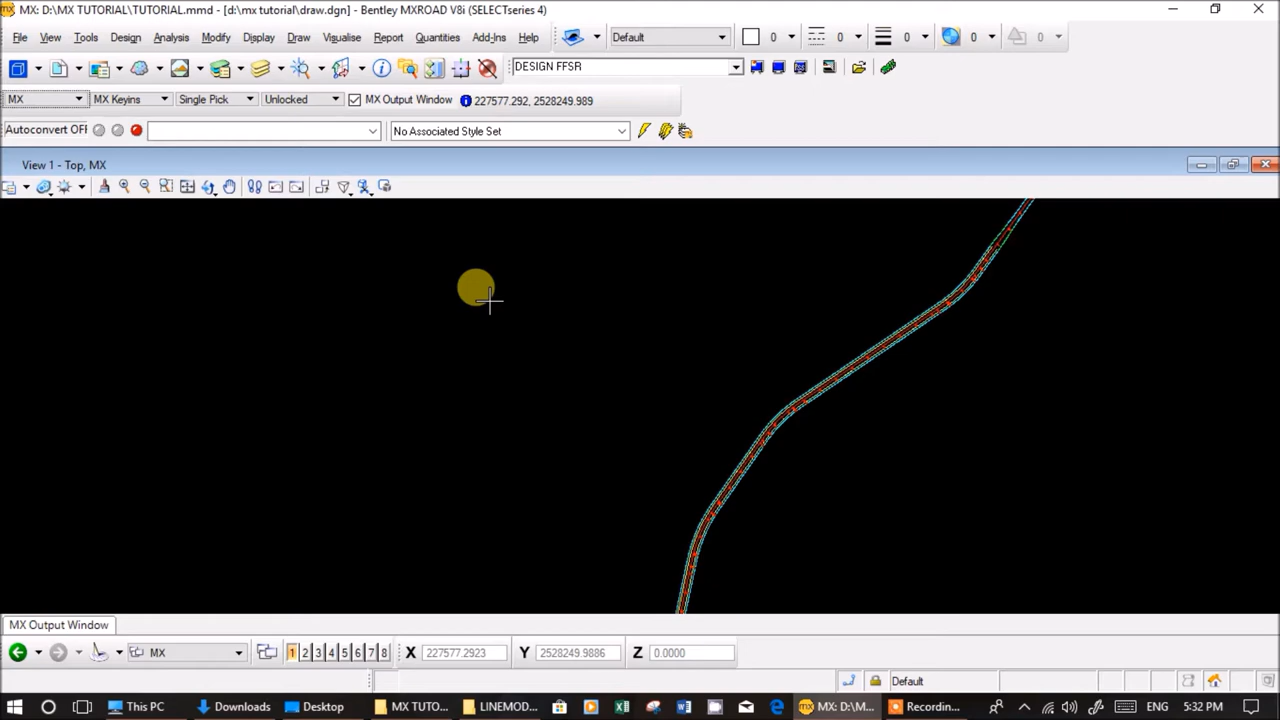 MX: D:\MX TUTORIAL\TUTORIAL.mmd - [d:\mx tutorial\draw.dgn] - Bentley MXROAD V8i (SELECTseries 4)
File View Tools Design Analysis Modify Display Draw Visualise Report Quantities Add-Ins Help Default 0 0 0 0 0
DESIGN FFSR
MX MX Keyins Single Pick Unlocked MX Output Window 227577.292, 2528249.989
Autoconvert OFF No Associated Style Set
View 1 - Top, MX
MX Output Window
MX 1 2 3 4 5 6 7 8 X 227577.2923 Y 2528249.9886 Z 0.0000
Default
This PC Downloads Desktop MX TUTO... LINEMOD... MX: D:\M... Recordin... ENG 5:32 PM